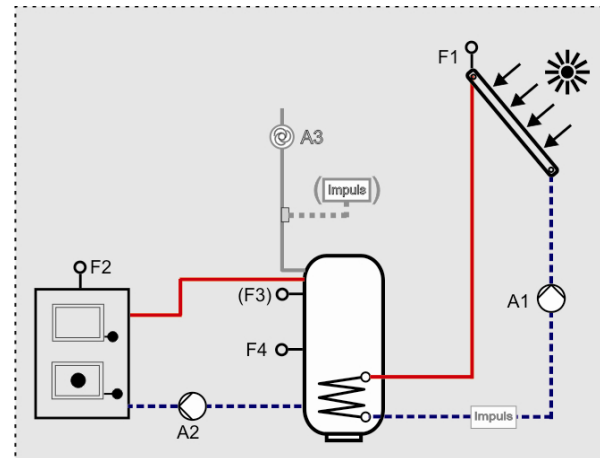 F1
A3
(Impuls)
F2
(F3)
A1
F4
Impuls
A2